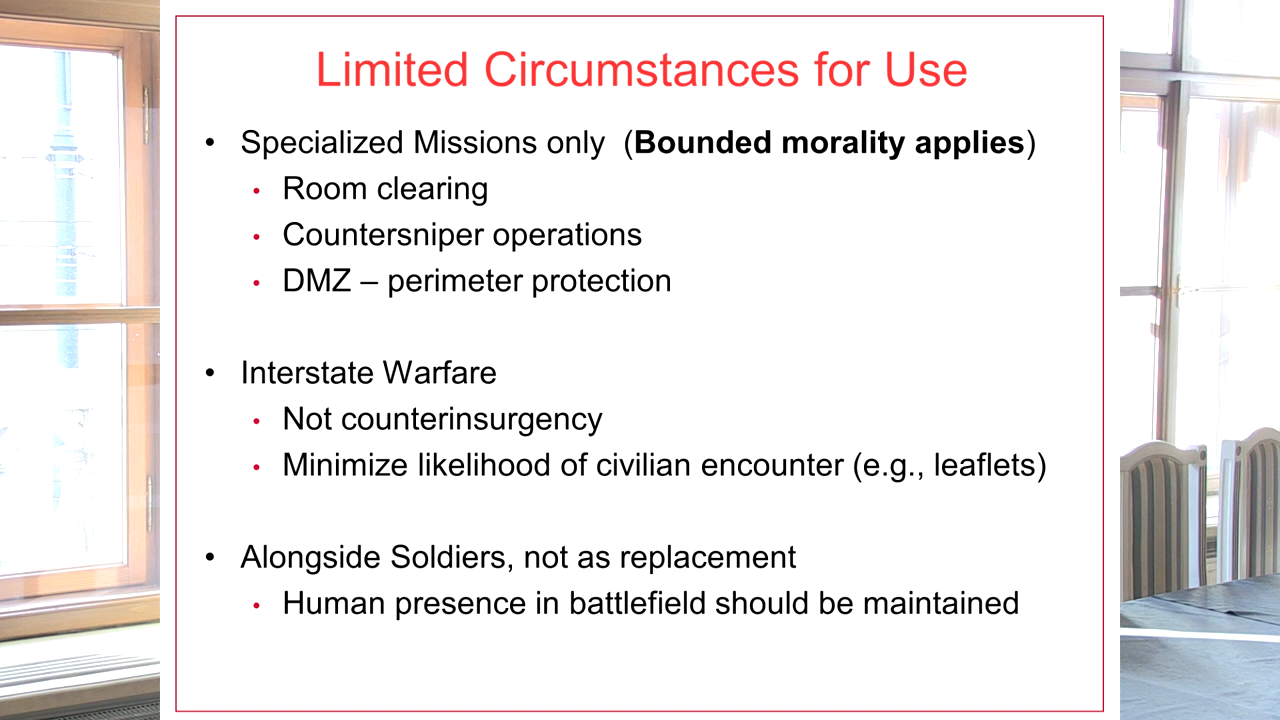 Limited Circumstances for Use
• Specialized Missions only (Bounded morality applies)
• Room clearing
• Countersniper operations
• DMZ – perimeter protection
• Interstate Warfare
• Not counterinsurgency
• Minimize likelihood of civilian encounter (e.g., leaflets)
• Alongside Soldiers, not as replacement
• Human presence in battlefield should be maintained